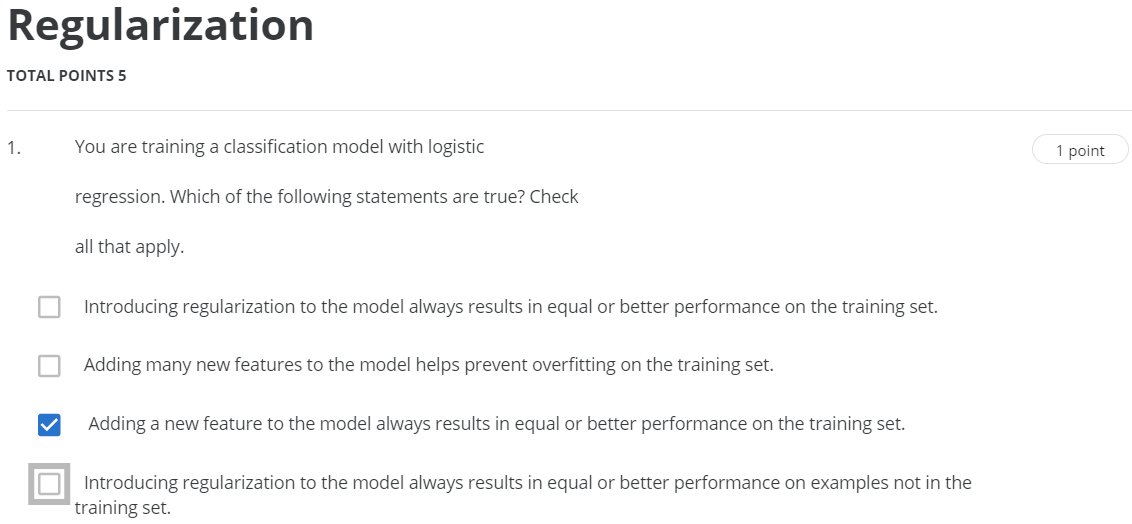 Regularization
TOTAL POINTS 5
1.
You are training a classification model with logistic
1 point
regression. Which of the following statements are true? Check
all that apply.
Introducing regularization to the model always results in equal or better performance on the training set.
Adding many new features to the model helps prevent overfitting on the training set.
Adding a new feature to the model always results in equal or better performance on the training set.
Introducing regularization to the model always results in equal or better performance on examples not in the
training set.